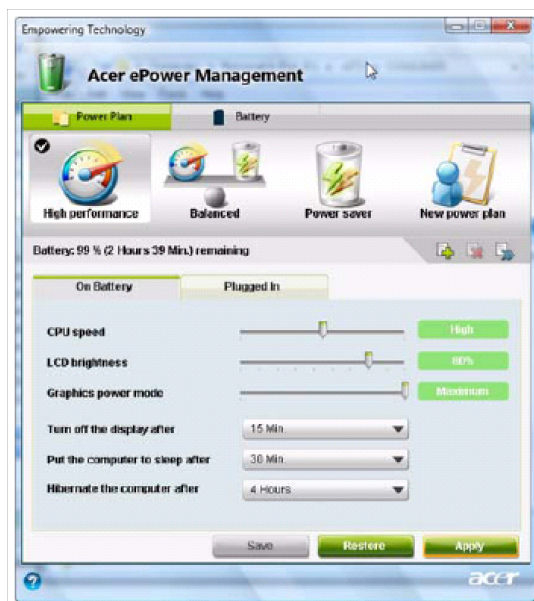 Empowering Technology
Acer ePower Management
Power Plan Battery
High performance Balanced Power saver New power plan
Battery: 99 % (2 Hours 39 Min.) remaining
On Battery Plugged In
CPU speed High
LCD brightness 80%
Graphics power mode Maximum
Turn off the display after 15 Min
Put the computer to sleep after 30 Min
Hibernate the computer after 4 Hours
Save Restore Apply
acer